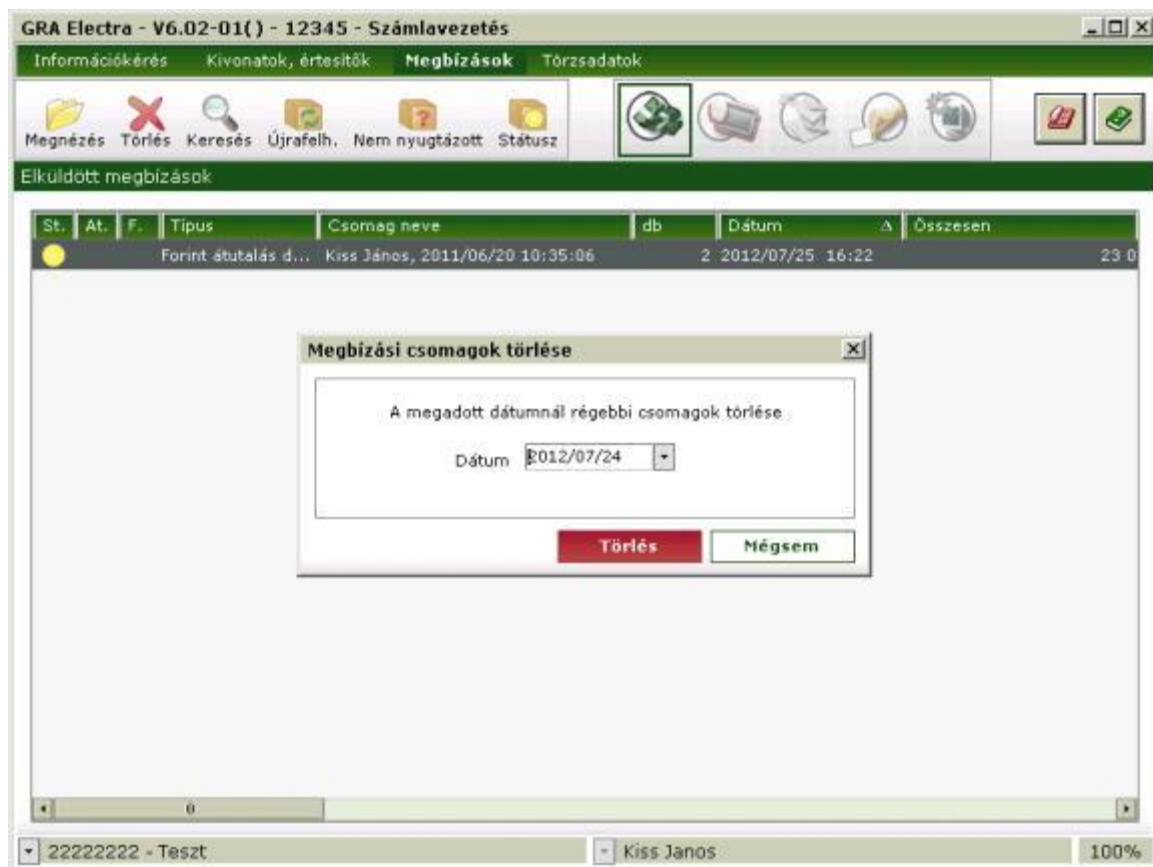 GRA Electra - V6.02-01( ) - 12345 - Számlavezetés
Információkérés Kivonatok, értesítők Megbízások Törzsadatok
Megnézés Törlés Keresés Újrafelh. Nem nyugtázott Státusz
Elküldött megbízások
St. At. F. Típus Csomag neve db Dátum Δ Összesen
Forint átutalás d... Kiss János, 2011/06/20 10:35:06 2 2012/07/25 16:22 23 0
Megbízási csomagok törlése
A megadott dátumnál régebbi csomagok törlése
Dátum 2012/07/24
Törlés Mégsem
0
22222222 - Teszt Kiss Janos 100%